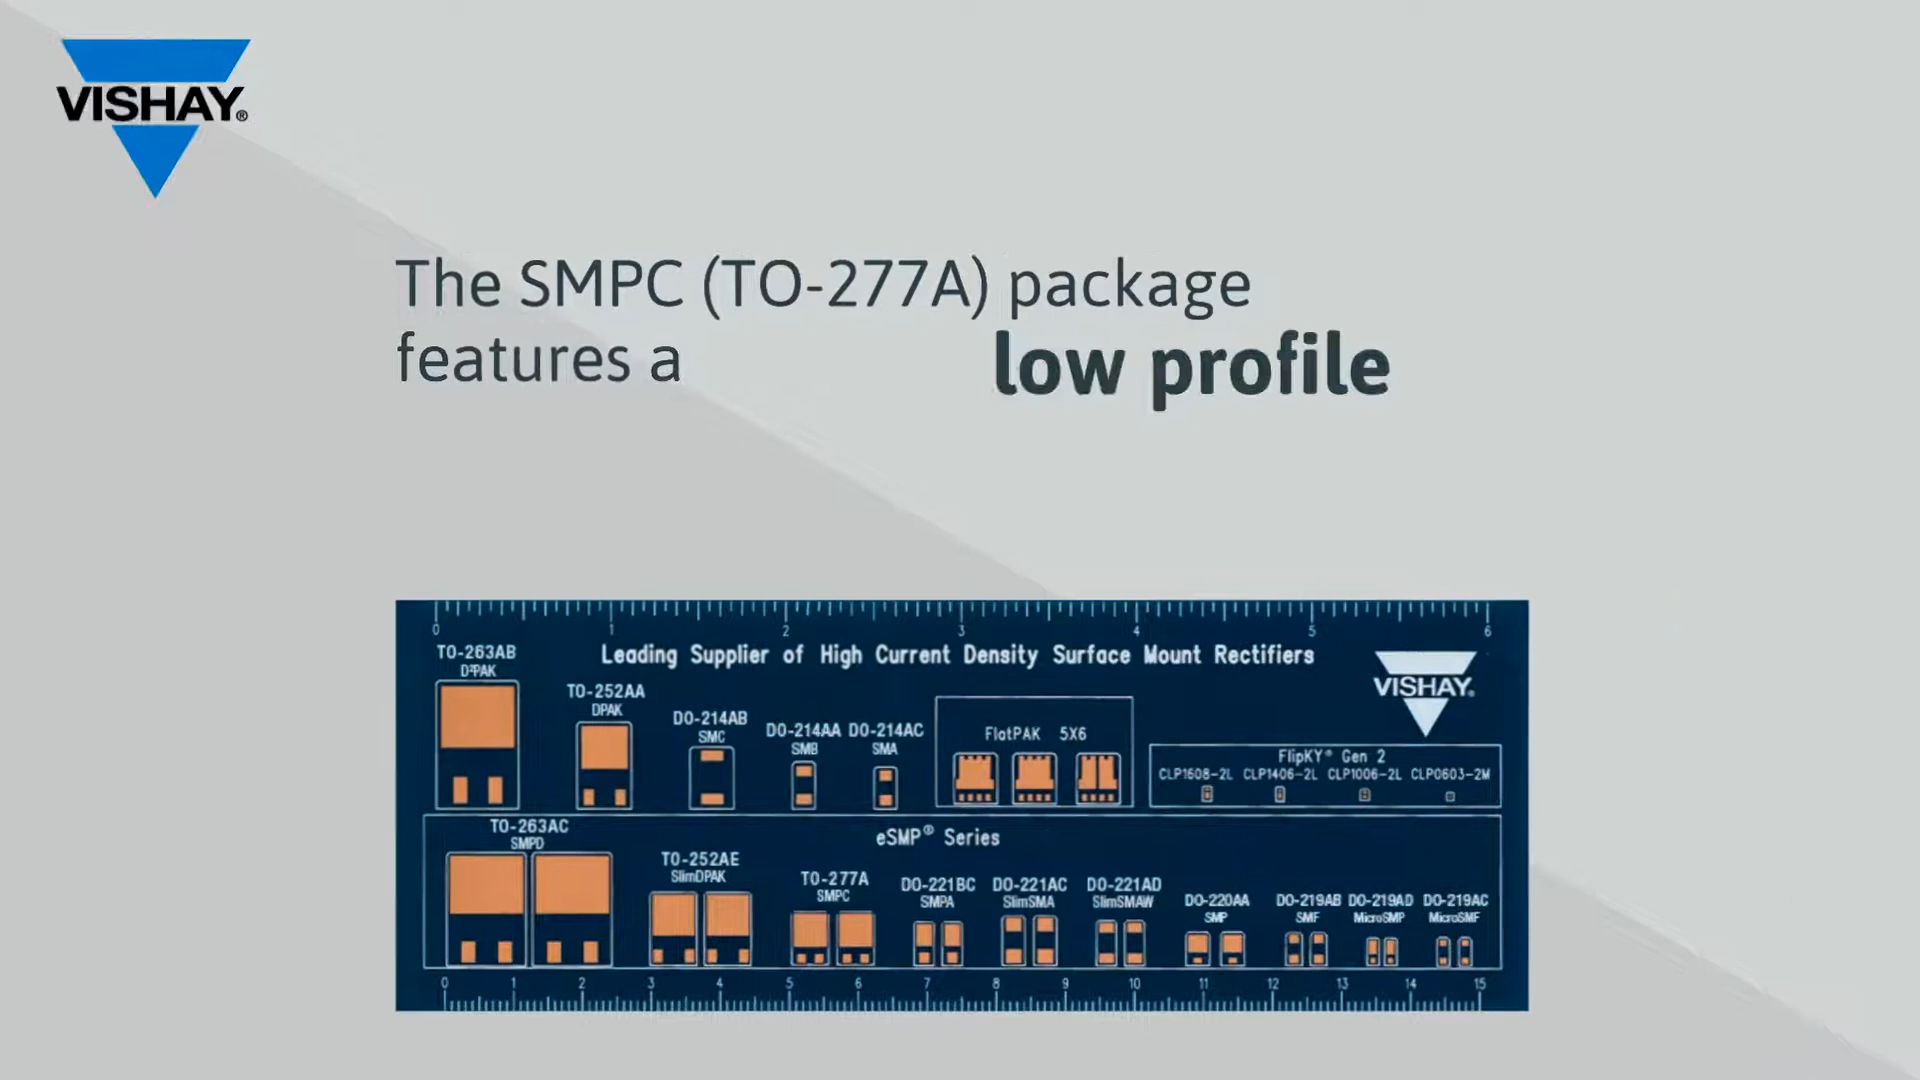 VISHAY®
The SMPC (TO-277A) package
features a low profile
0 1 2 3 4 5 6
Leading Supplier of High Current Density Surface Mount Rectifiers
VISHAY®
TO-263AB
D²PAK
TO-252AA
DPAK
DO-214AB
SMC
DO-214AA
SMB
DO-214AC
SMA
FlatPAK 5X6
FlipKY® Gen 2
CLP1608-2L CLP1406-2L CLP1006-2L CLP0603-2M
eSMP® Series
TO-263AC
SMPD
TO-252AE
SlimDPAK
TO-277A
SMPC
DO-221BC
SMPA
DO-221AC
SlimSMA
DO-221AD
SlimSMAW
DO-220AA
SMP
DO-219AB
SMF
DO-219AD
MicroSMP
DO-219AC
MicroSMF
0 1 2 3 4 5 6 7 8 9 10 11 12 13 14 15